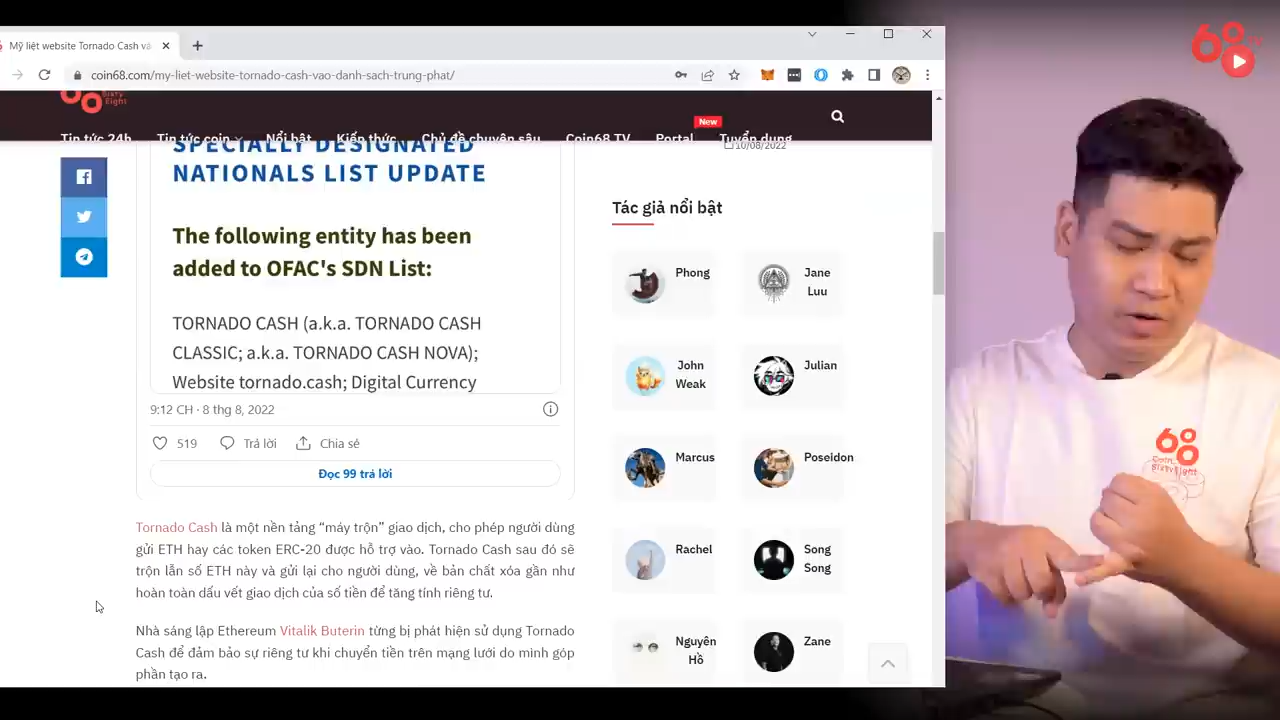 Mỹ liệt website Tornado Cash và
coin68.com/my-liet-website-tornado-cash-vao-danh-sach-trung-phat/
68
TV
Sixty
Eight
Tin tức 24h
Tin tức coin
Nổi bật
Kiến thức
Chủ đề chuyên sâu
Coin68 TV
Portal
New
Tuyển dụng
10/08/2022
SPECIALLY DESIGNATED
NATIONALS LIST UPDATE
The following entity has been
added to OFAC's SDN List:
TORNADO CASH (a.k.a. TORNADO CASH
CLASSIC; a.k.a. TORNADO CASH NOVA);
Website tornado.cash; Digital Currency
9:12 CH · 8 thg 8, 2022
519
Trả lời
Chia sẻ
Đọc 99 trả lời
Tornado Cash là một nền tảng “máy trộn” giao dịch, cho phép người dùng
gửi ETH hay các token ERC-20 được hỗ trợ vào. Tornado Cash sau đó sẽ
trộn lẫn số ETH này và gửi lại cho người dùng, về bản chất xóa gần như
hoàn toàn dấu vết giao dịch của số tiền để tăng tính riêng tư.
Nhà sáng lập Ethereum Vitalik Buterin từng bị phát hiện sử dụng Tornado
Cash để đảm bảo sự riêng tư khi chuyển tiền trên mạng lưới do mình góp
phần tạo ra.
Tác giả nổi bật
Phong
Jane
Luu
John
Weak
Julian
Marcus
Poseidon
Rachel
Song
Song
Nguyên
Hồ
Zane
68
Coin
Sixty Eight